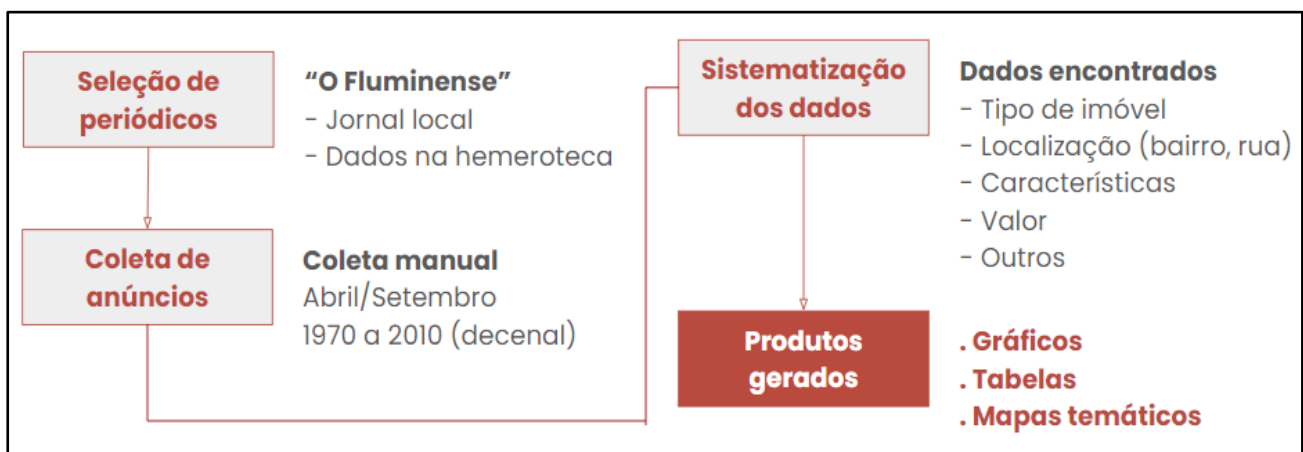 Seleção de
periódicos
“O Fluminense”
- Jornal local
- Dados na hemeroteca
Coleta de
anúncios
Coleta manual
Abril/Setembro
1970 a 2010 (decenal)
Sistematização
dos dados
Dados encontrados
- Tipo de imóvel
- Localização (bairro, rua)
- Características
- Valor
- Outros
Produtos
gerados
. Gráficos
. Tabelas
. Mapas temáticos